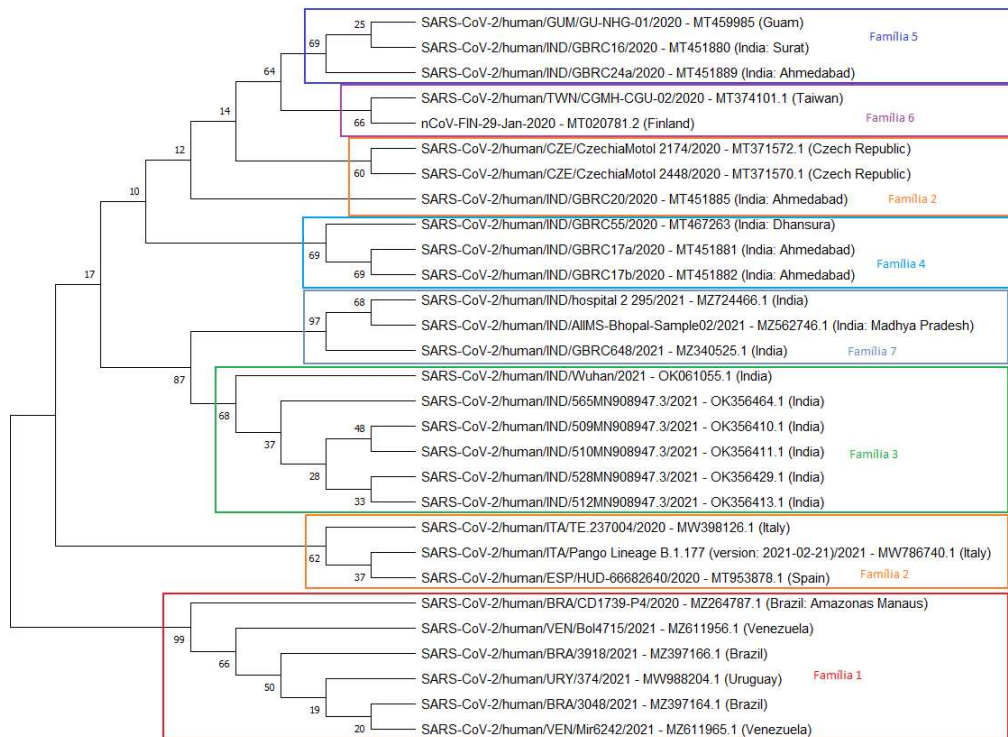 SARS-CoV-2/human/GUM/GU-NHG-01/2020 - MT459985 (Guam)
25
Família 5
SARS-CoV-2/human/IND/GBRC16/2020 - MT451880 (India: Surat)
69
SARS-CoV-2/human/IND/GBRC24a/2020 - MT451889 (India: Ahmedabad)
64
SARS-CoV-2/human/TWN/CGMH-CGU-02/2020 - MT374101.1 (Taiwan)
14
Família 6
66
nCoV-FIN-29-Jan-2020 - MT020781.2 (Finland)
SARS-CoV-2/human/CZE/CzechiaMotol 2174/2020 - MT371572.1 (Czech Republic)
12
60
SARS-CoV-2/human/CZE/CzechiaMotol 2448/2020 - MT371570.1 (Czech Republic)
10
SARS-CoV-2/human/IND/GBRC20/2020 - MT451885 (India: Ahmedabad)
Família 2
SARS-CoV-2/human/IND/GBRC55/2020 - MT467263 (India: Dhansura)
69
SARS-CoV-2/human/IND/GBRC17a/2020 - MT451881 (India: Ahmedabad)
Família 4
17
69
SARS-CoV-2/human/IND/GBRC17b/2020 - MT451882 (India: Ahmedabad)
68
SARS-CoV-2/human/IND/hospital 2 295/2021 - MZ724466.1 (India)
97
SARS-CoV-2/human/IND/AIIMS-Bhopal-Sample02/2021 - MZ562746.1 (India: Madhya Pradesh)
SARS-CoV-2/human/IND/GBRC648/2021 - MZ340525.1 (India)
Família 7
87
SARS-CoV-2/human/IND/Wuhan/2021 - OK061055.1 (India)
68
SARS-CoV-2/human/IND/565MN908947.3/2021 - OK356464.1 (India)
37
48
SARS-CoV-2/human/IND/509MN908947.3/2021 - OK356410.1 (India)
SARS-CoV-2/human/IND/510MN908947.3/2021 - OK356411.1 (India)
Família 3
28
SARS-CoV-2/human/IND/528MN908947.3/2021 - OK356429.1 (India)
33
SARS-CoV-2/human/IND/512MN908947.3/2021 - OK356413.1 (India)
SARS-CoV-2/human/ITA/TE.237004/2020 - MW398126.1 (Italy)
62
SARS-CoV-2/human/ITA/Pango Lineage B.1.177 (version: 2021-02-21)/2021 - MW786740.1 (Italy)
37
SARS-CoV-2/human/ESP/HUD-66682640/2020 - MT953878.1 (Spain)
Família 2
SARS-CoV-2/human/BRA/CD1739-P4/2020 - MZ264787.1 (Brazil: Amazonas Manaus)
99
SARS-CoV-2/human/VEN/Bol4715/2021 - MZ611956.1 (Venezuela)
66
SARS-CoV-2/human/BRA/3918/2021 - MZ397166.1 (Brazil)
50
SARS-CoV-2/human/URY/374/2021 - MW988204.1 (Uruguay)
Família 1
19
SARS-CoV-2/human/BRA/3048/2021 - MZ397164.1 (Brazil)
20
SARS-CoV-2/human/VEN/Mir6242/2021 - MZ611965.1 (Venezuela)